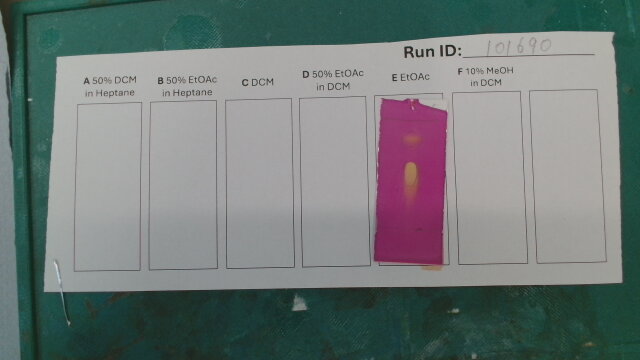 Run ID: 101690
A 50% DCM in Heptane
B 50% EtOAc in Heptane
C DCM
D 50% EtOAc in DCM
E EtOAc
F 10% MeOH in DCM